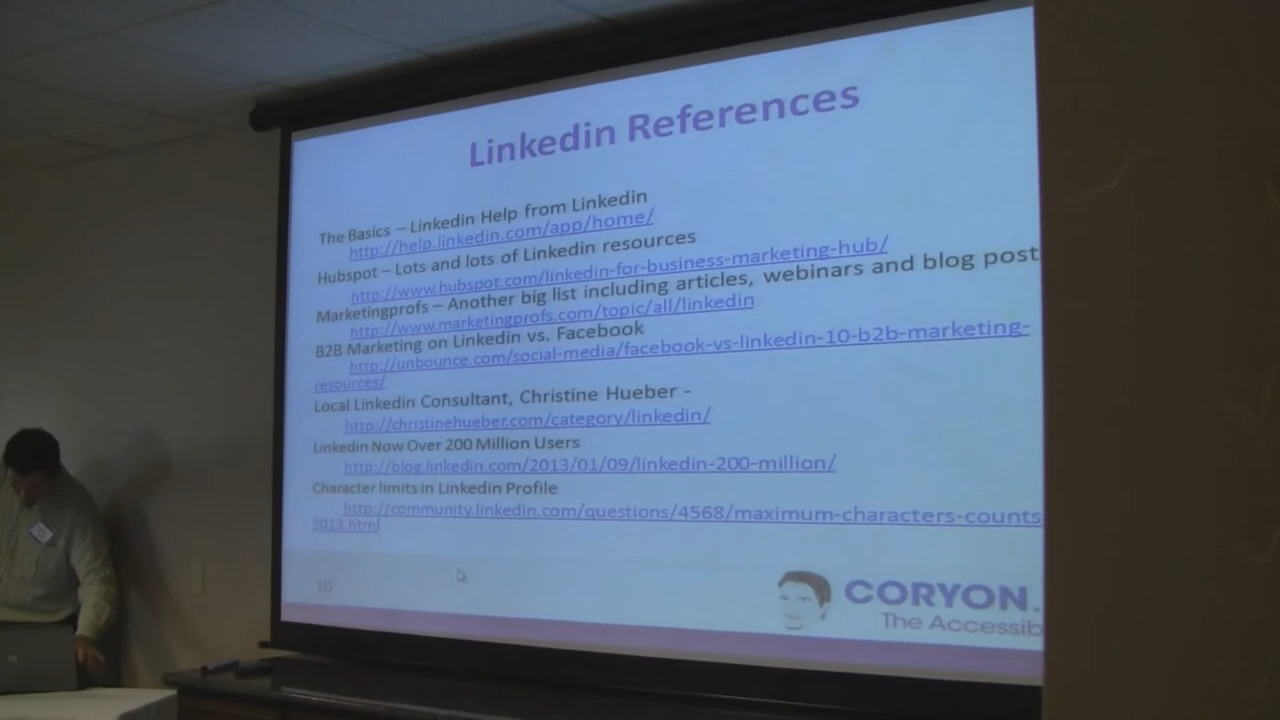 Linkedin References
The Basics – Linkedin Help from Linkedin
http://help.linkedin.com/app/home/
Hubspot – Lots and lots of Linkedin resources
http://www.hubspot.com/linkedin-for-business-marketing-hub/
Marketingprofs – Another big list including articles, webinars and blog post
http://www.marketingprofs.com/topic/all/linkedin
B2B Marketing on Linkedin vs. Facebook
http://unbounce.com/social-media/facebook-vs-linkedin-10-b2b-marketing-
resources/
Local Linkedin Consultant, Christine Hueber -
http://christinehueber.com/category/linkedin/
Linkedin Now Over 200 Million Users
http://blog.linkedin.com/2013/01/09/linkedin-200-million/
Character limits in Linkedin Profile
http://community.linkedin.com/questions/4568/maximum-characters-counts
2013.html
10
CORYON.
The Accessib